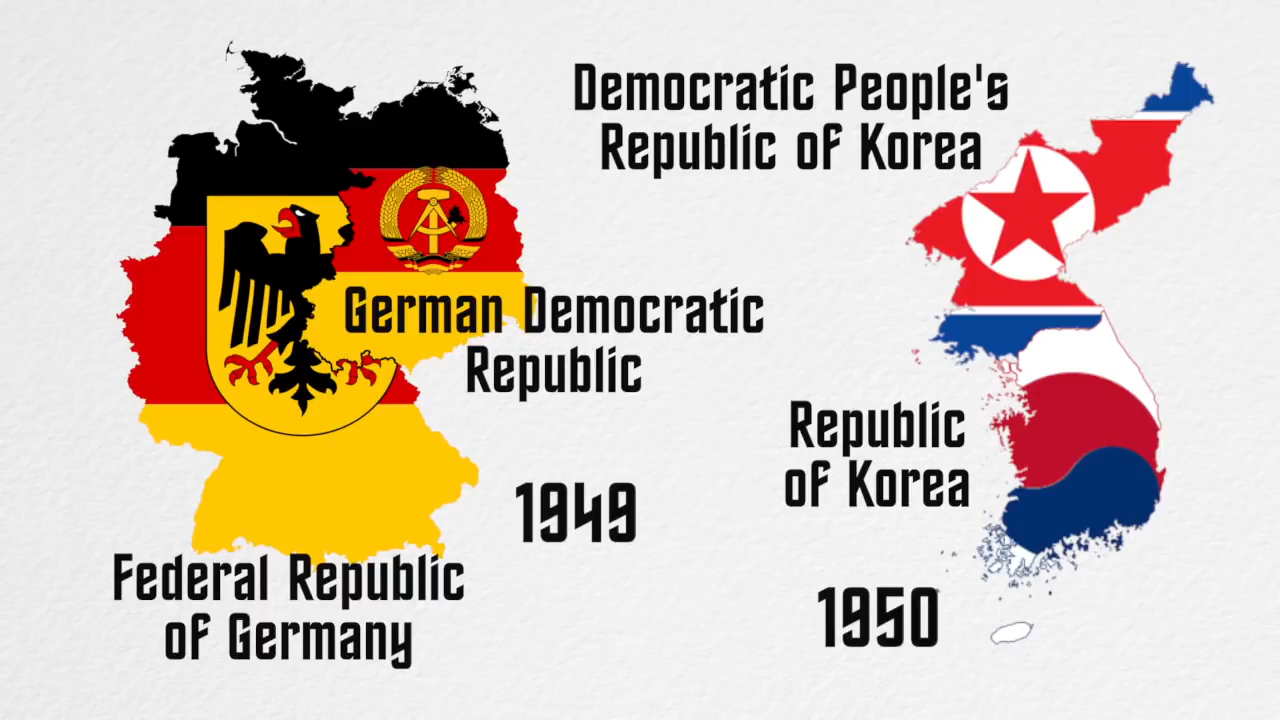 Democratic People's
Republic of Korea
German Democratic
Republic
Republic
of Korea
1949
Federal Republic
of Germany
1950